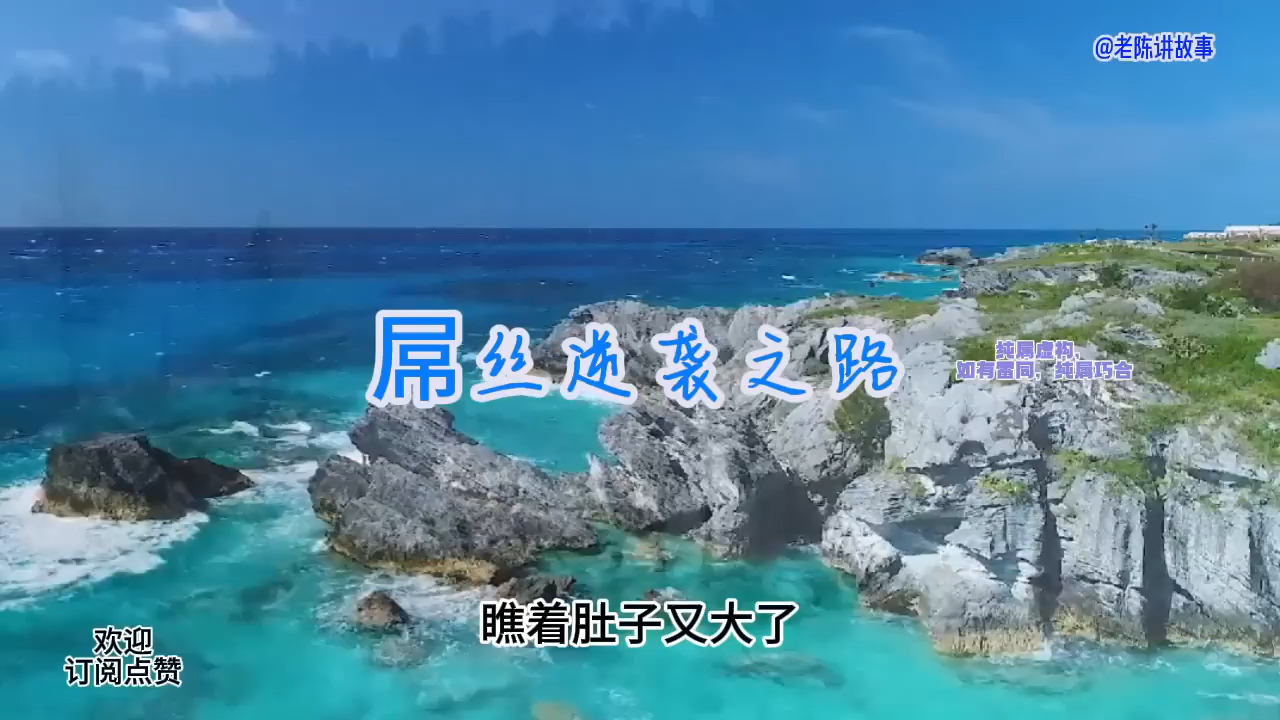 @老陈讲故事
屌丝逆袭之路
纯属虚构,
如有雷同，纯属巧合
瞧着肚子又大了
欢迎
订阅点赞